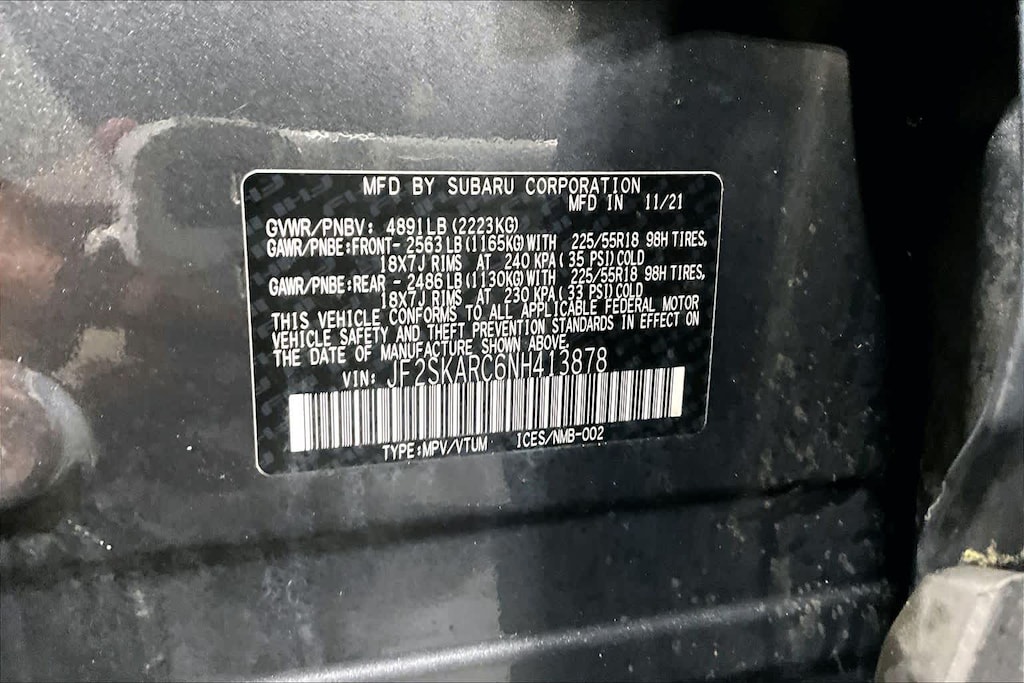 MFD BY SUBARU CORPORATION
MFD IN 11/21
GVWR/PNBV: 4891LB(2223KG)
GAWR/PNBE:FRONT- 2563LB(1165KG)WITH 225/55R18 98H TIRES,
18X7J RIMS AT 240 KPA( 35 PSI)COLD
GAWR/PNBE:REAR - 2486LB(1130KG)WITH 225/55R18 98H TIRES,
18X7J RIMS AT 230 KPA( 33 PSI)COLD
THIS VEHICLE CONFORMS TO ALL APPLICABLE FEDERAL MOTOR
VEHICLE SAFETY AND THEFT PREVENTION STANDARDS IN EFFECT ON
THE DATE OF MANUFACTURE SHOWN ABOVE.
VIN: JF2SKARC6NH413878
TYPE:MPV/VTUM ICES/NMB-002